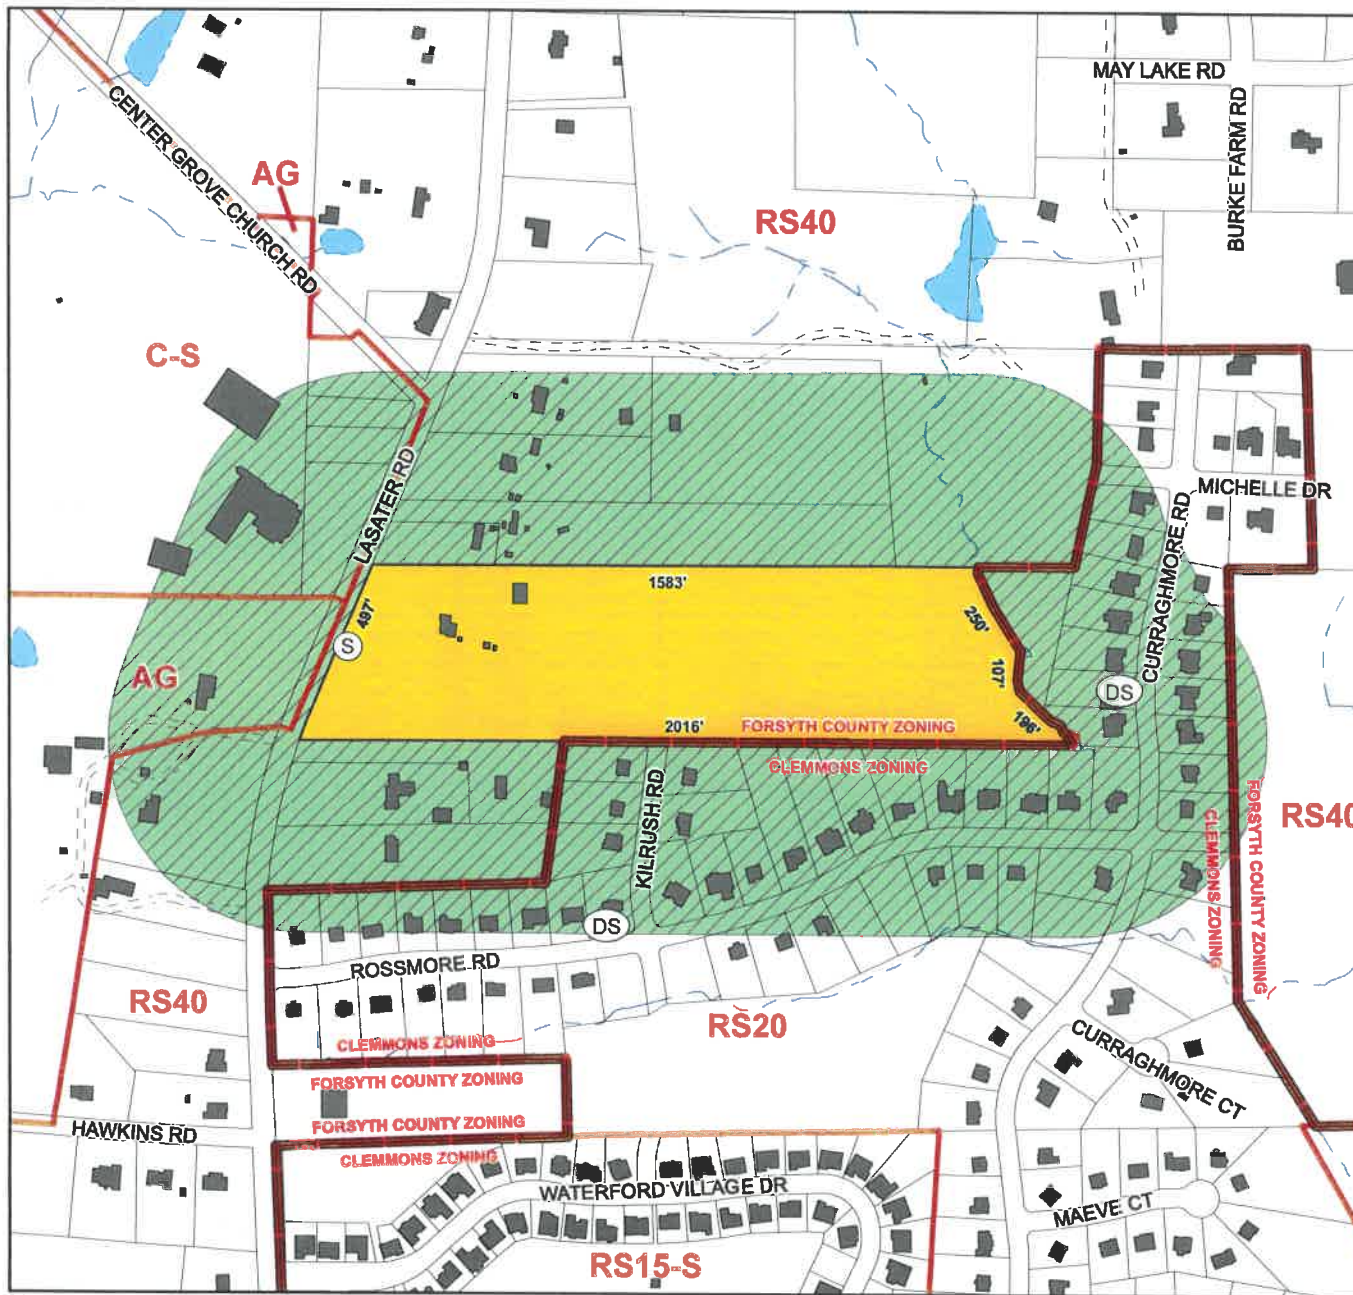 MAY LAKE RD
BURKE FARM RD
CENTER GROVE CHURCH RD
AG
RS40
C-S
LASATER RD
MICHELLE DR
CURRAGHMORE RD
1583'
497'
S
250'
107'
196'
DS
AG
2016'
FORSYTH COUNTY ZONING
CLEMMONS ZONING
KILRUSH RD
RS40
CLEMMONS ZONING
FORSYTH COUNTY ZONING
DS
ROSSMORE RD
RS40
RS20
CLEMMONS ZONING
FORSYTH COUNTY ZONING
CURRAGHMORE CT
FORSYTH COUNTY ZONING
HAWKINS RD
CLEMMONS ZONING
WATERFORD VILLAGE DR
MAEVE CT
RS15-S